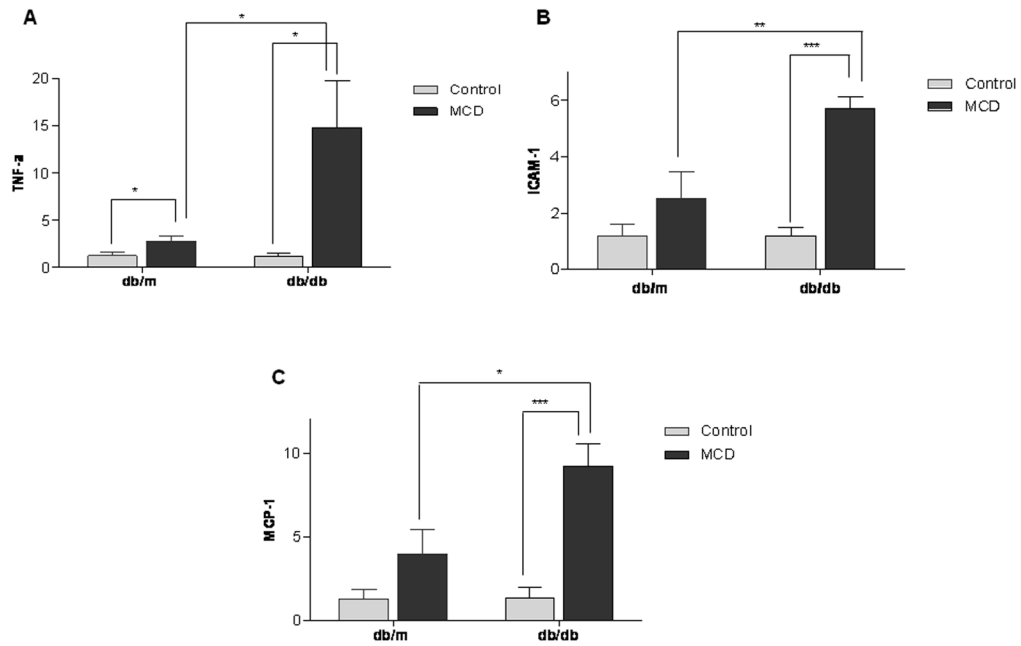 A
*
*
20
15
10
5
0
TNF-a
*
db/m
db/db
Control
MCD
B
**
***
6
4
2
0
ICAM-1
db/m
db/db
Control
MCD
C
*
***
10
5
0
MCP-1
db/m
db/db
Control
MCD